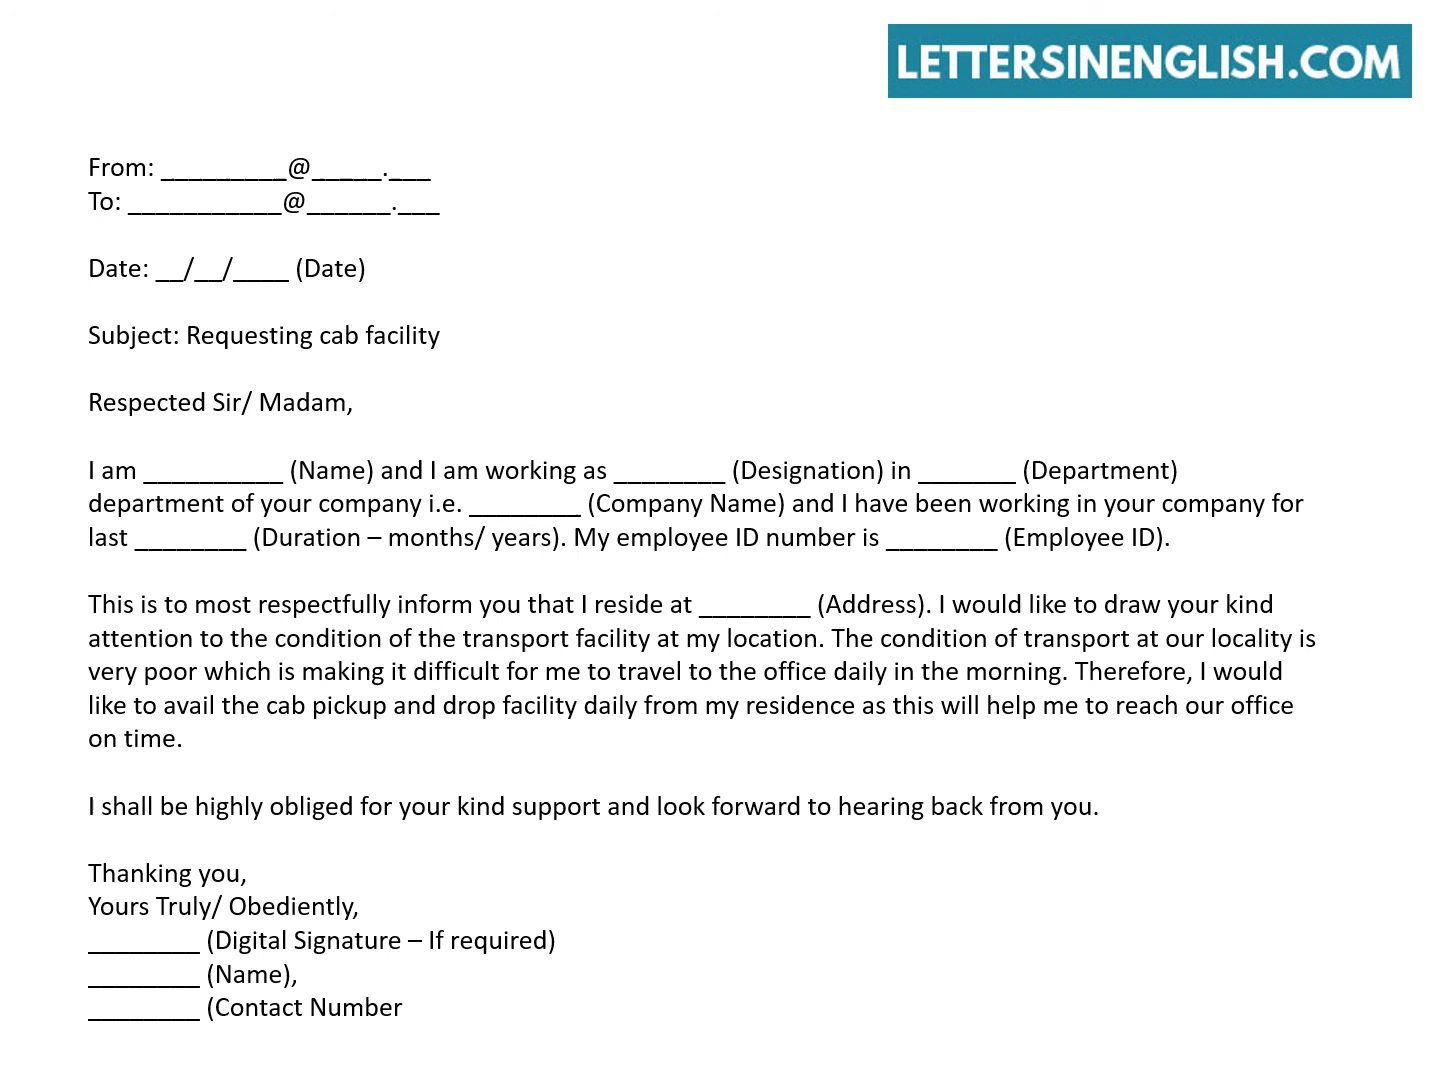 LETTERSINENGLISH.COM
From: _________@_____.___
To: ___________@______.___
Date: __/__/____ (Date)
Subject: Requesting cab facility
Respected Sir/ Madam,
I am __________ (Name) and I am working as ________ (Designation) in _______ (Department)
department of your company i.e. ________ (Company Name) and I have been working in your company for
last ________ (Duration – months/ years). My employee ID number is ________ (Employee ID).
This is to most respectfully inform you that I reside at ________ (Address). I would like to draw your kind
attention to the condition of the transport facility at my location. The condition of transport at our locality is
very poor which is making it difficult for me to travel to the office daily in the morning. Therefore, I would
like to avail the cab pickup and drop facility daily from my residence as this will help me to reach our office
on time.
I shall be highly obliged for your kind support and look forward to hearing back from you.
Thanking you,
Yours Truly/ Obediently,
________ (Digital Signature – If required)
________ (Name),
________ (Contact Number